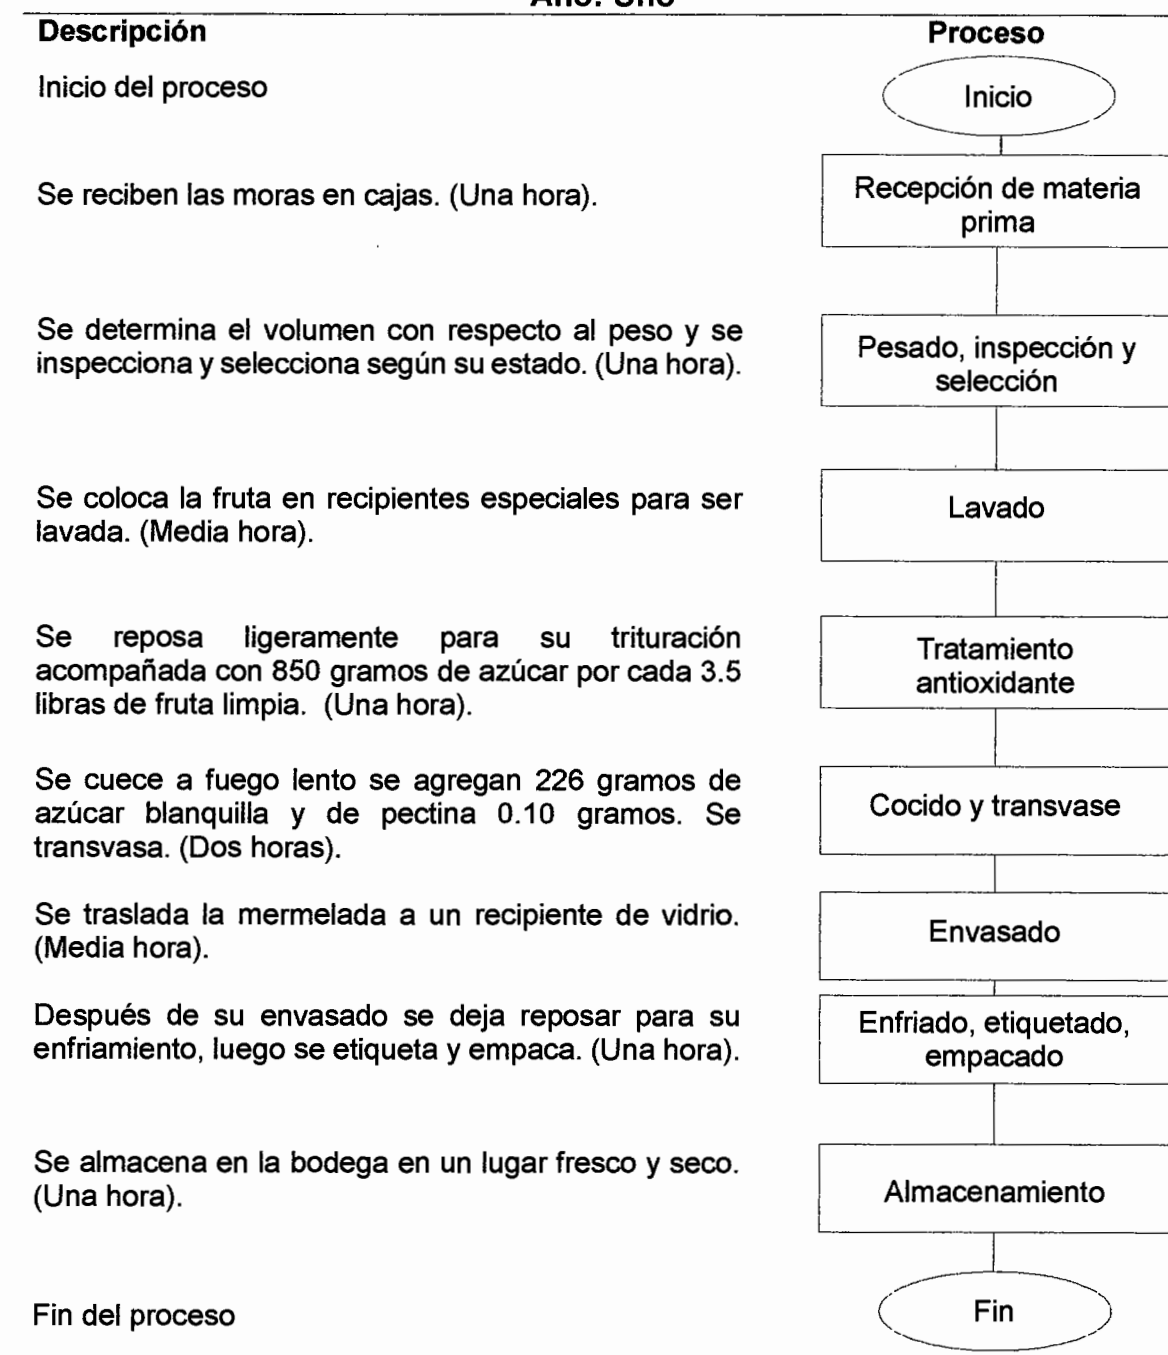 Año: Uno
Descripción
Proceso
Inicio del proceso
Inicio
Se reciben las moras en cajas. (Una hora).
Recepción de materia
prima
Se determina el volumen con respecto al peso y se
inspecciona y selecciona según su estado. (Una hora).
Pesado, inspección y
selección
Se coloca la fruta en recipientes especiales para ser
lavada. (Media hora).
Lavado
Se reposa ligeramente para su trituración
acompañada con 850 gramos de azúcar por cada 3.5
libras de fruta limpia. (Una hora).
Tratamiento
antioxidante
Se cuece a fuego lento se agregan 226 gramos de
azúcar blanquilla y de pectina 0.10 gramos. Se
transvasa. (Dos horas).
Cocido y transvase
Se traslada la mermelada a un recipiente de vidrio.
(Media hora).
Envasado
Después de su envasado se deja reposar para su
enfriamiento, luego se etiqueta y empaca. (Una hora).
Enfriado, etiquetado,
empacado
Se almacena en la bodega en un lugar fresco y seco.
(Una hora).
Almacenamiento
Fin del proceso
Fin